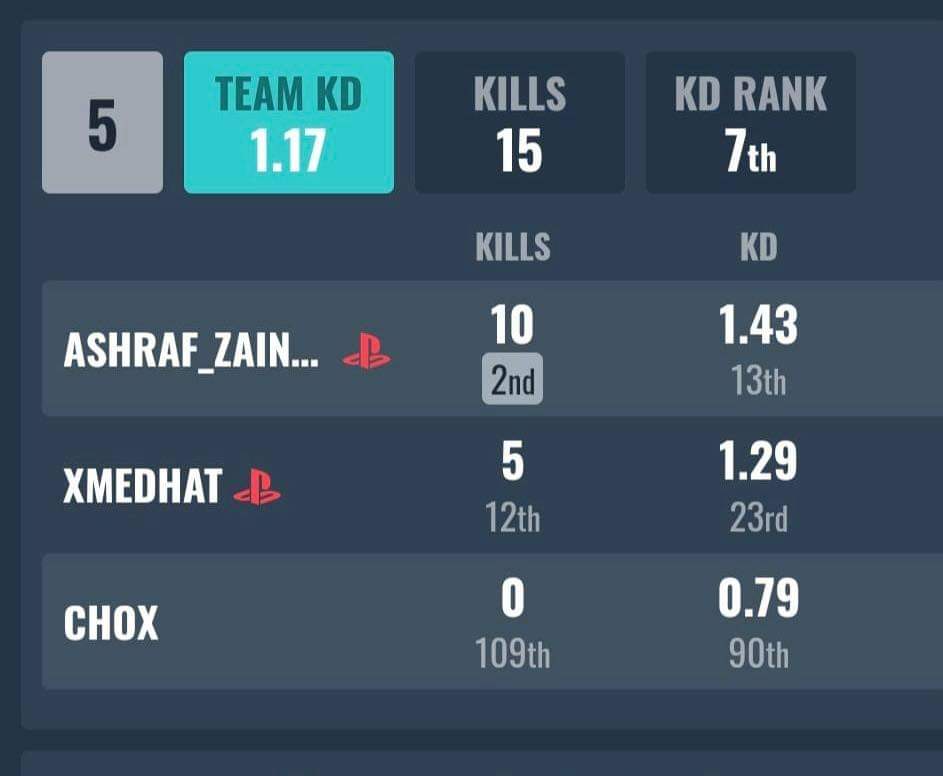 5
TEAM KD
1.17
KILLS
15
KD RANK
7th
KILLS KD
ASHRAF_ZAIN... 10 1.43
2nd 13th
XMEDHAT 5 1.29
12th 23rd
CHOX 0 0.79
109th 90th